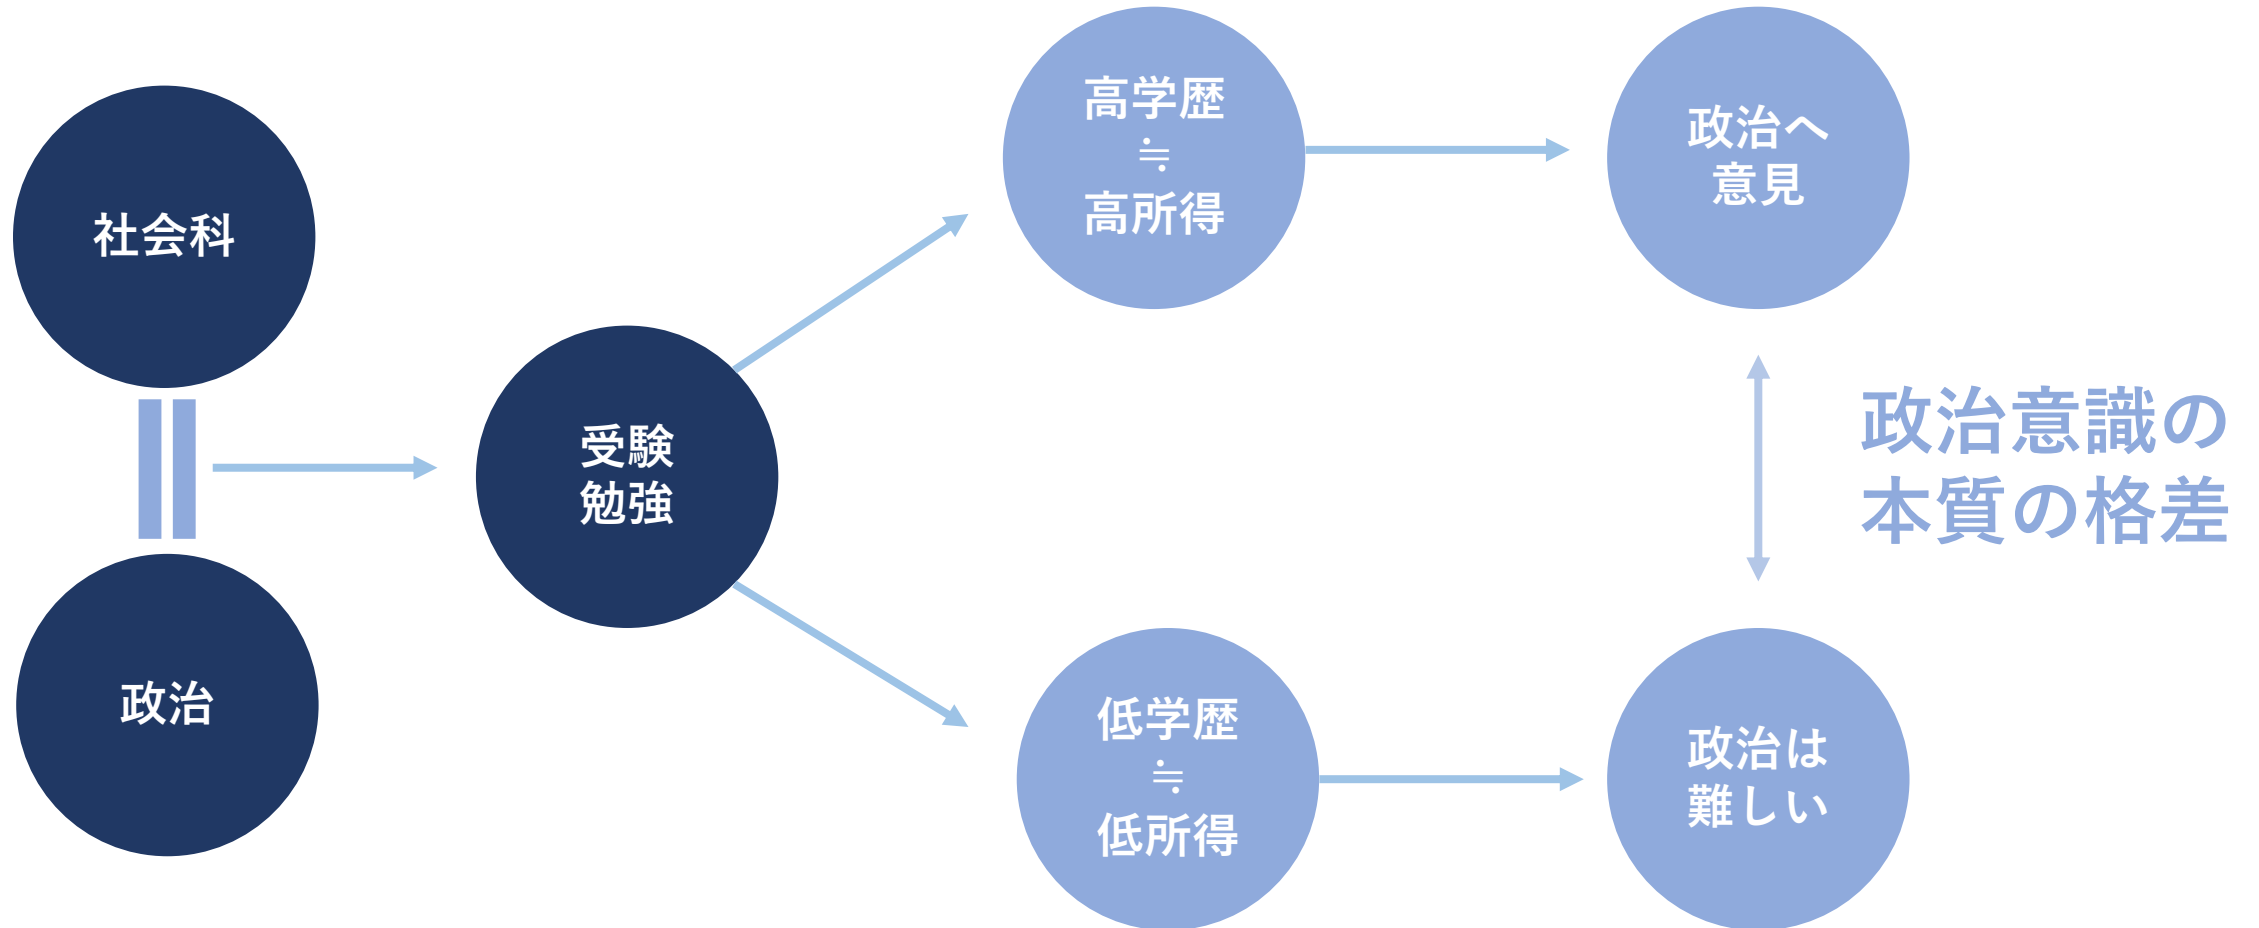 社会科
政治
受験
勉強
高学歴
≒
高所得
政治へ
意見
政治意識の
本質の格差
低学歴
≒
低所得
政治は
難しい